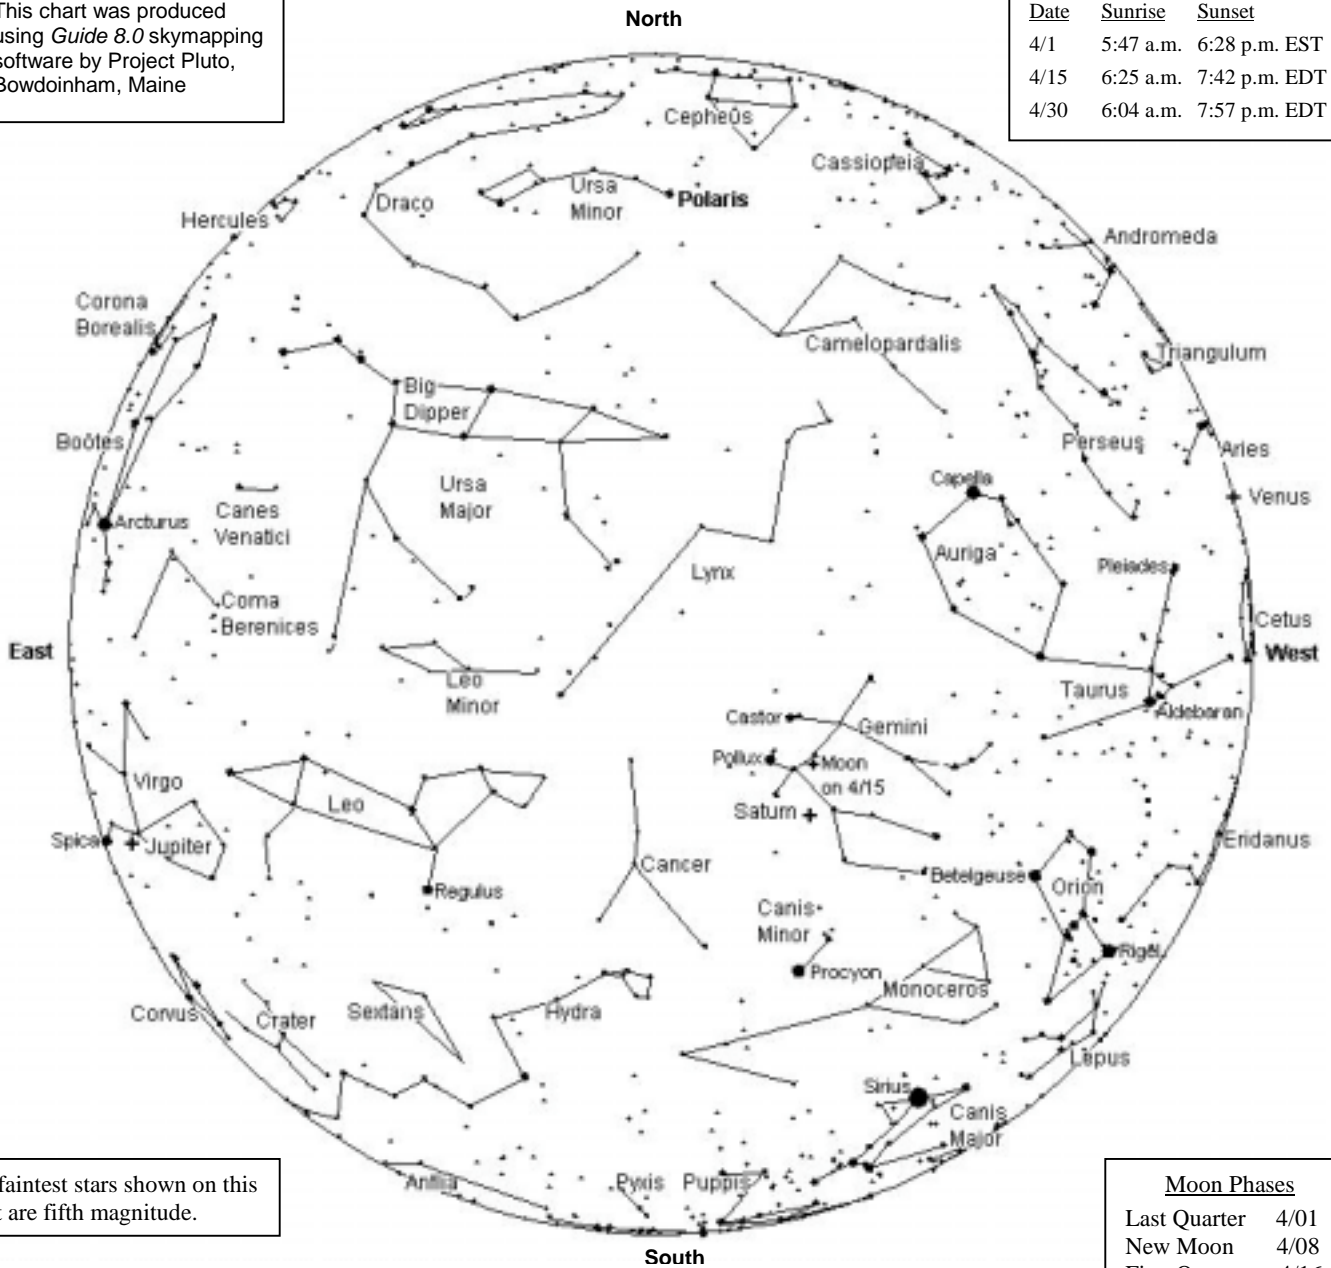 This chart was produced
using Guide 8.0 skymapping
software by Project Pluto,
Bowdoinham, Maine
North
Date Sunrise Sunset
4/1 5:47 a.m. 6:28 p.m. EST
4/15 6:25 a.m. 7:42 p.m. EDT
4/30 6:04 a.m. 7:57 p.m. EDT
Cepheus
Cassiopeia
Draco
Ursa
Minor
Polaris
Hercules
Andromeda
Corona
Borealis
Camelopardalis
Triangulum
Big
Dipper
Boötes
Perseus
Aries
Ursa
Major
Capella
Venus
Canes
Venatici
Arcturus
Auriga
Pleiades
Lynx
Coma
Berenices
Cetus
East
West
Leo
Minor
Taurus
Aldebaran
Castor
Gemini
Pollux
Moon
on 4/15
Virgo
Leo
Saturn
Spica
Jupiter
Eridanus
Cancer
Betelgeuse
Orion
Regulus
Canis
Minor
Rigel
Procyon
Monoceros
Corvus
Crater
Sextans
Hydra
Lepus
Sirius
Canis
Major
Antlia
Pyxis
Puppis
faintest stars shown on this
are fifth magnitude.
South
Moon Phases
Last Quarter 4/01
New Moon 4/08